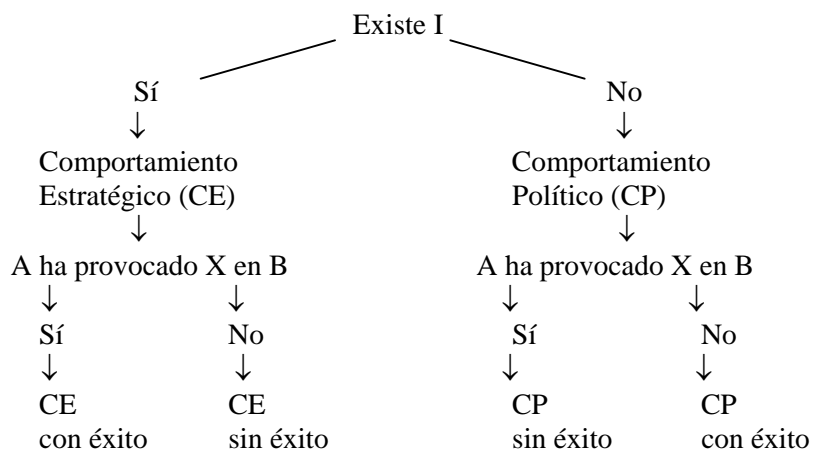 Existe I
Sí No
↓ ↓
Comportamiento Comportamiento
Estratégico (CE) Político (CP)
↓ ↓
A ha provocado X en B A ha provocado X en B
↓ ↓ ↓ ↓
Sí No Sí No
↓ ↓ ↓ ↓
CE CE CP CP
con éxito sin éxito sin éxito con éxito